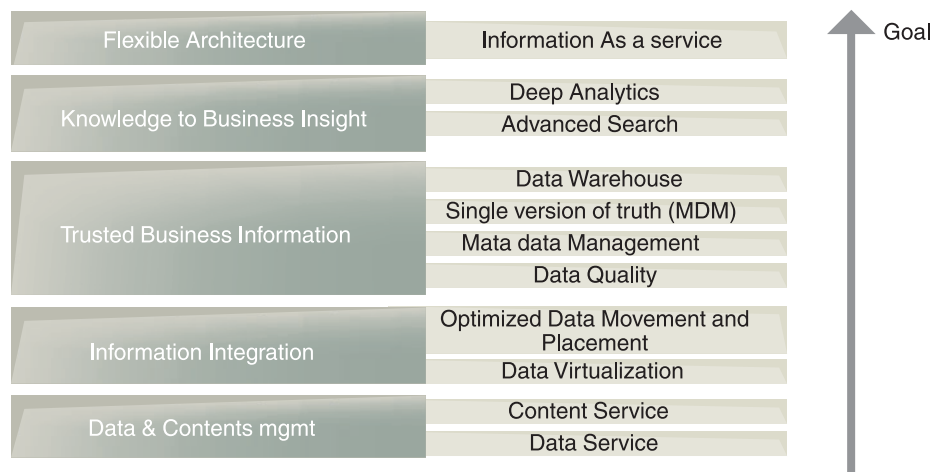 Flexible Architecture
Information As a service
Goal
Knowledge to Business Insight
Deep Analytics
Advanced Search
Trusted Business Information
Data Warehouse
Single version of truth (MDM)
Mata data Management
Data Quality
Information Integration
Optimized Data Movement and
Placement
Data Virtualization
Data & Contents mgmt
Content Service
Data Service